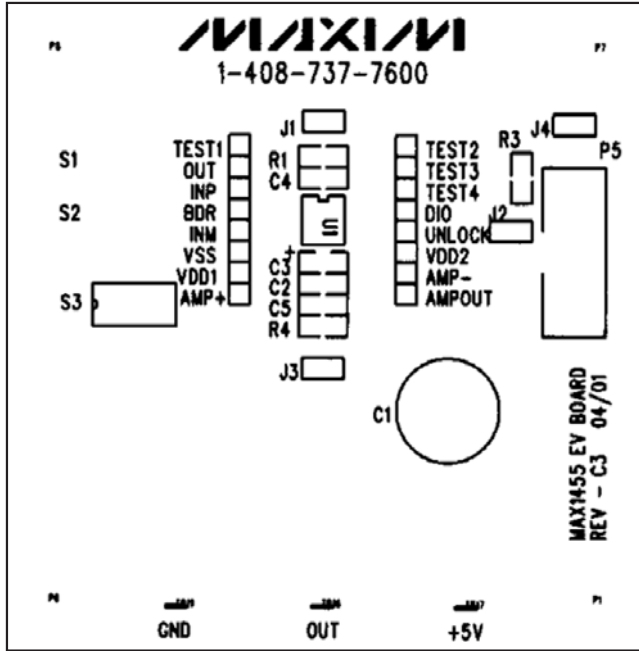 MAXIM
1-408-737-7600
P7
J1
J4
R3
P5
S1
S2
S3
TEST1
OUT
INP
BDR
INM
VSS
VDD1
AMP+
R1
C4
U1
+
C3
C2
C5
R4
J3
TEST2
TEST3
TEST4
DIO
UNLOCK
VDD2
AMP-
AMPOUT
J2
C1
MAX1455 EV BOARD
REV - C3 04/01
P1
GND
OUT
+5V